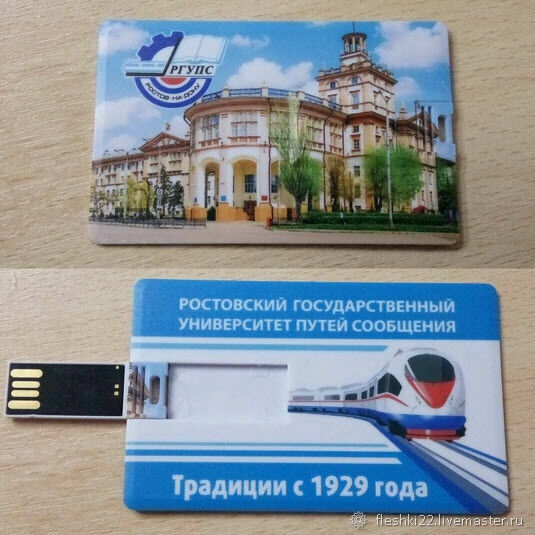 РГУПС
РОСТОВ-НА-ДОНУ
РОСТОВСКИЙ ГОСУДАРСТВЕННЫЙ
УНИВЕРСИТЕТ ПУТЕЙ СООБЩЕНИЯ
Традиции с 1929 года
fleshki22.livemaster.ru